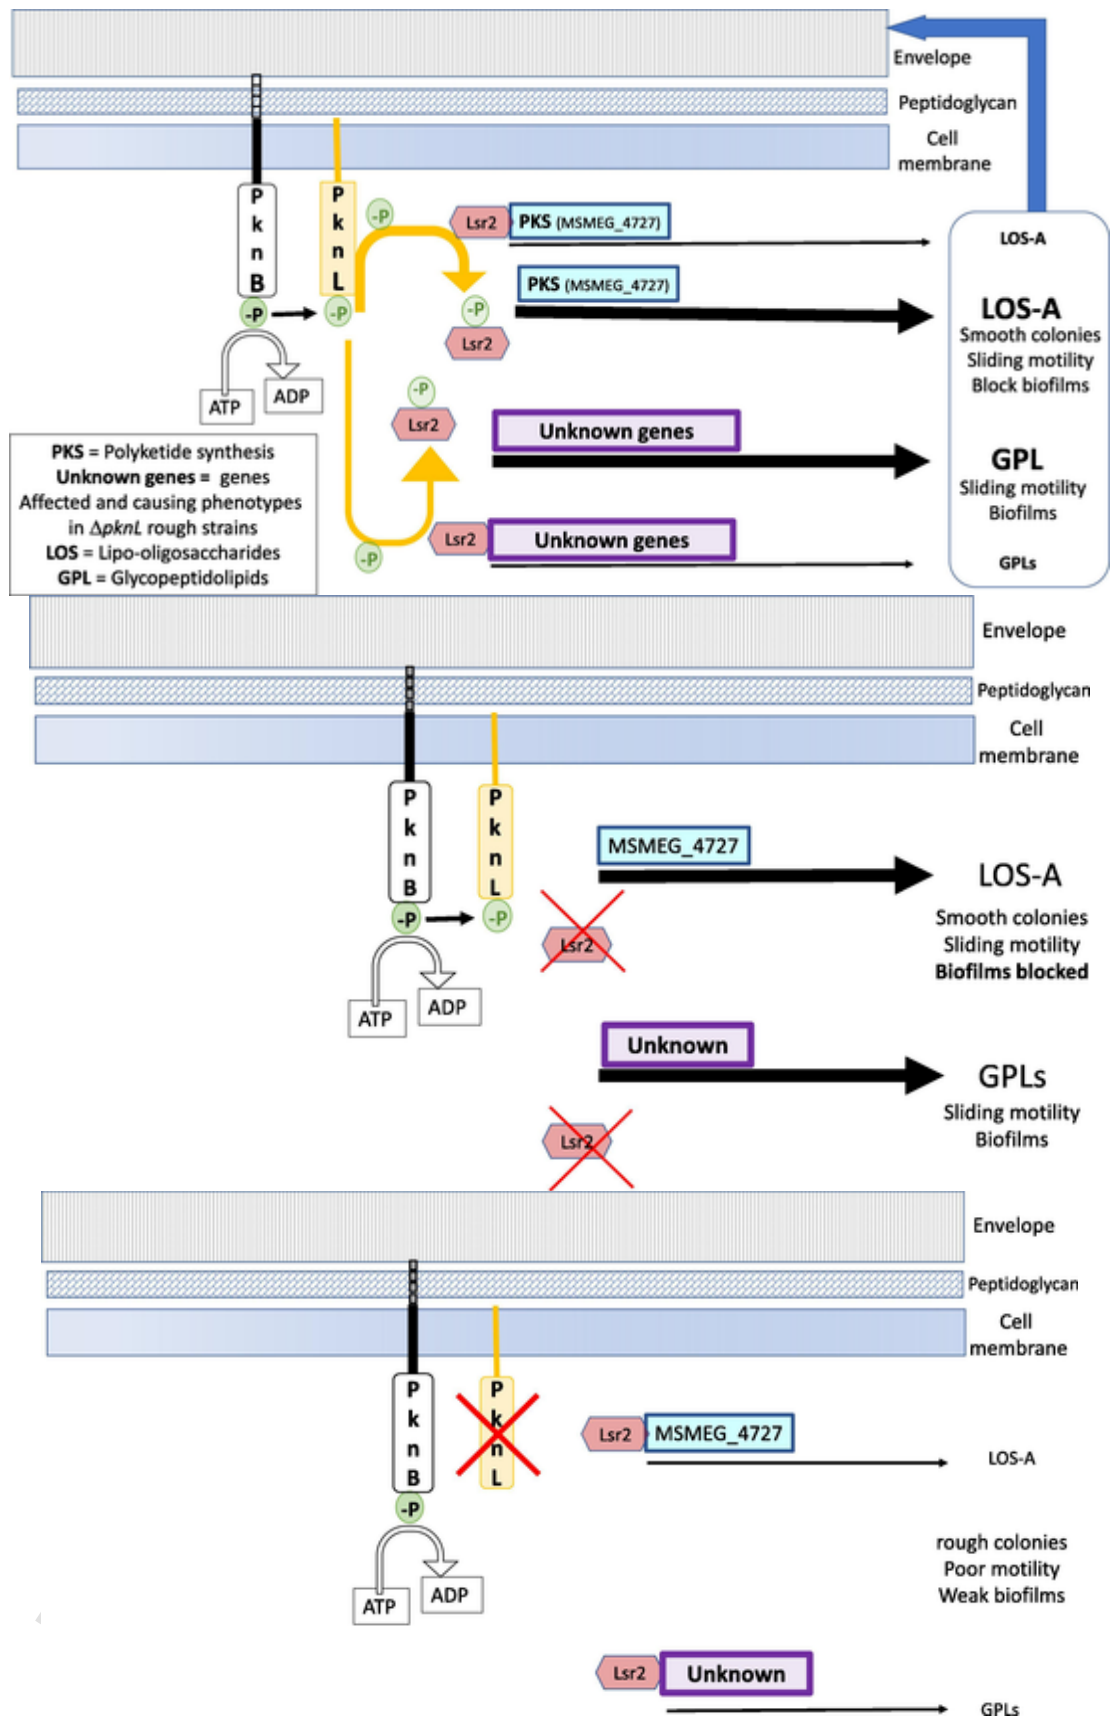 Envelope
Peptidoglycan
Cell
membrane
P
k
n
B
-P
P
k
n
L
-P
-P
Lsr2
PKS (MSMEG_4727)
LOS-A
PKS (MSMEG_4727)
-P
Lsr2
LOS-A
Smooth colonies
Sliding motility
Block biofilms
ATP
ADP
-P
Lsr2
Unknown genes
GPL
Sliding motility
Biofilms
-P
Lsr2
Unknown genes
GPLs
PKS = Polyketide synthesis
Unknown genes = genes
Affected and causing phenotypes
in ΔpknL rough strains
LOS = Lipo-oligosaccharides
GPL = Glycopeptidolipids
Envelope
Peptidoglycan
Cell
membrane
P
k
n
B
-P
P
k
n
L
-P
MSMEG_4727
Lsr2
LOS-A
Smooth colonies
Sliding motility
Biofilms blocked
ATP
ADP
Unknown
Lsr2
GPLs
Sliding motility
Biofilms
Envelope
Peptidoglycan
Cell
membrane
P
k
n
B
-P
P
k
n
L
Lsr2
MSMEG_4727
LOS-A
ATP
ADP
rough colonies
Poor motility
Weak biofilms
Lsr2
Unknown
GPLs